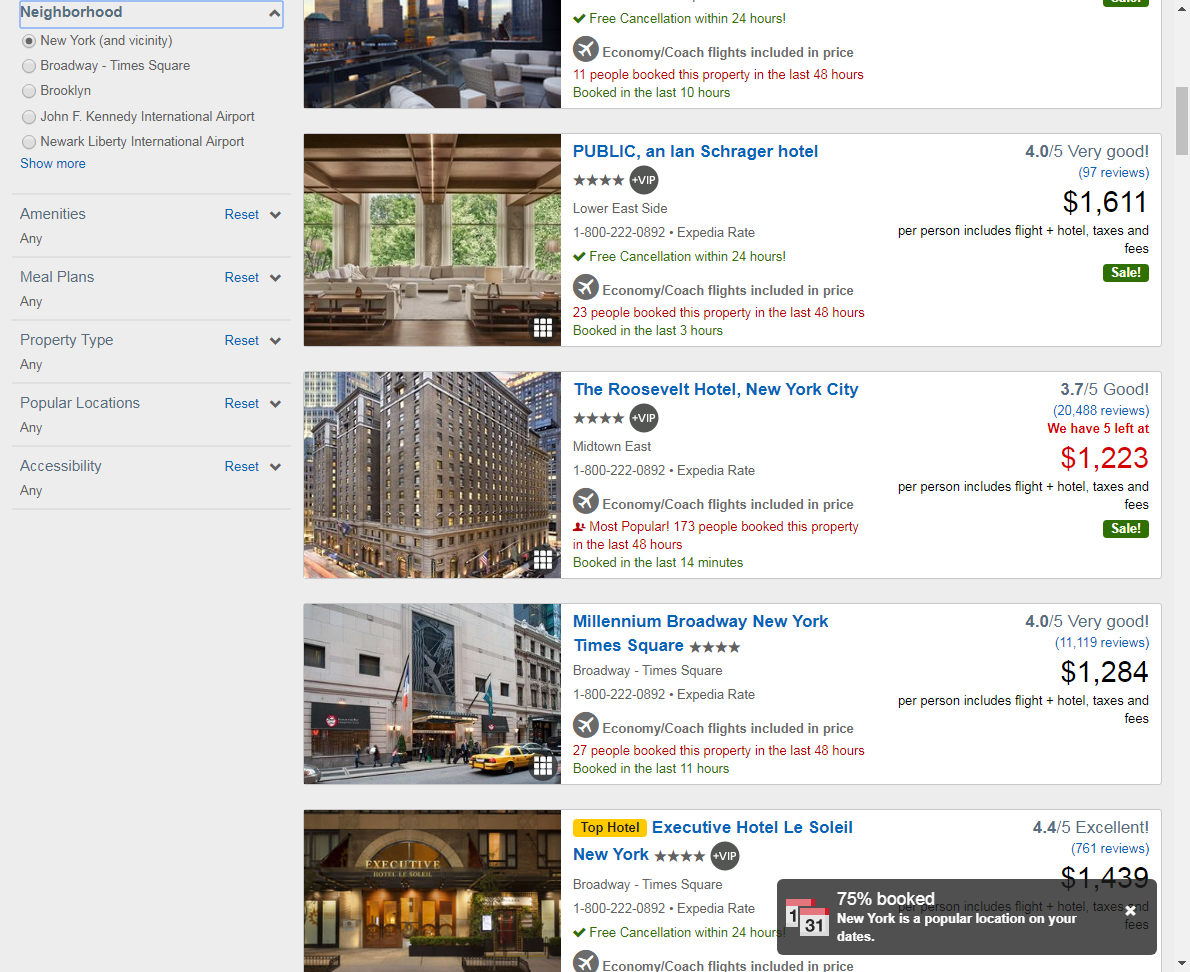 Neighborhood
New York (and vicinity)
Broadway - Times Square
Brooklyn
John F. Kennedy International Airport
Newark Liberty International Airport
Show more
Amenities Reset
Any
Meal Plans Reset
Any
Property Type Reset
Any
Popular Locations Reset
Any
Accessibility Reset
Any
Sale!
Free Cancellation within 24 hours!
Economy/Coach flights included in price
11 people booked this property in the last 48 hours
Booked in the last 10 hours
PUBLIC, an Ian Schrager hotel
+VIP
Lower East Side
1-800-222-0892 • Expedia Rate
Free Cancellation within 24 hours!
Economy/Coach flights included in price
23 people booked this property in the last 48 hours
Booked in the last 3 hours
4.0/5 Very good!
(97 reviews)
$1,611
per person includes flight + hotel, taxes and
fees
Sale!
The Roosevelt Hotel, New York City
+VIP
Midtown East
1-800-222-0892 • Expedia Rate
Economy/Coach flights included in price
Most Popular! 173 people booked this property
in the last 48 hours
Booked in the last 14 minutes
3.7/5 Good!
(20,488 reviews)
We have 5 left at
$1,223
per person includes flight + hotel, taxes and
fees
Sale!
Millennium Broadway New York
Times Square
Broadway - Times Square
1-800-222-0892 • Expedia Rate
Economy/Coach flights included in price
27 people booked this property in the last 48 hours
Booked in the last 11 hours
4.0/5 Very good!
(11,119 reviews)
$1,284
per person includes flight + hotel, taxes and
fees
EXECUTIVE
HOTEL LE SOLEIL
Top Hotel Executive Hotel Le Soleil
New York +VIP
Broadway - Times Square
1-800-222-0892 • Expedia Rate
Free Cancellation within 24 hours!
Economy/Coach flights included in price
4.4/5 Excellent!
(761 reviews)
$1,439
per person includes flight + hotel, taxes and
fees
1 31
75% booked
New York is a popular location on your
dates.